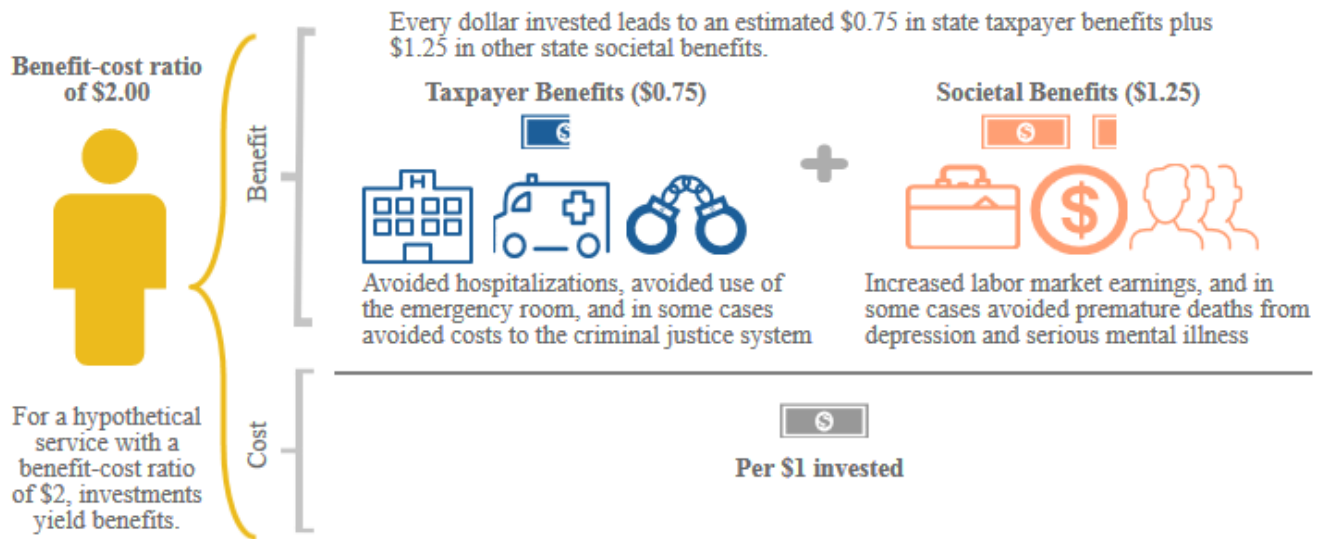 Every dollar invested leads to an estimated $0.75 in state taxpayer benefits plus
$1.25 in other state societal benefits.
Benefit-cost ratio
of $2.00
Benefit
Taxpayer Benefits ($0.75)
$
H
Avoided hospitalizations, avoided use of
the emergency room, and in some cases
avoided costs to the criminal justice system
Societal Benefits ($1.25)
$
$
Increased labor market earnings, and in
some cases avoided premature deaths from
depression and serious mental illness
For a hypothetical
service with a
benefit-cost ratio
of $2, investments
yield benefits.
Cost
$
Per $1 invested